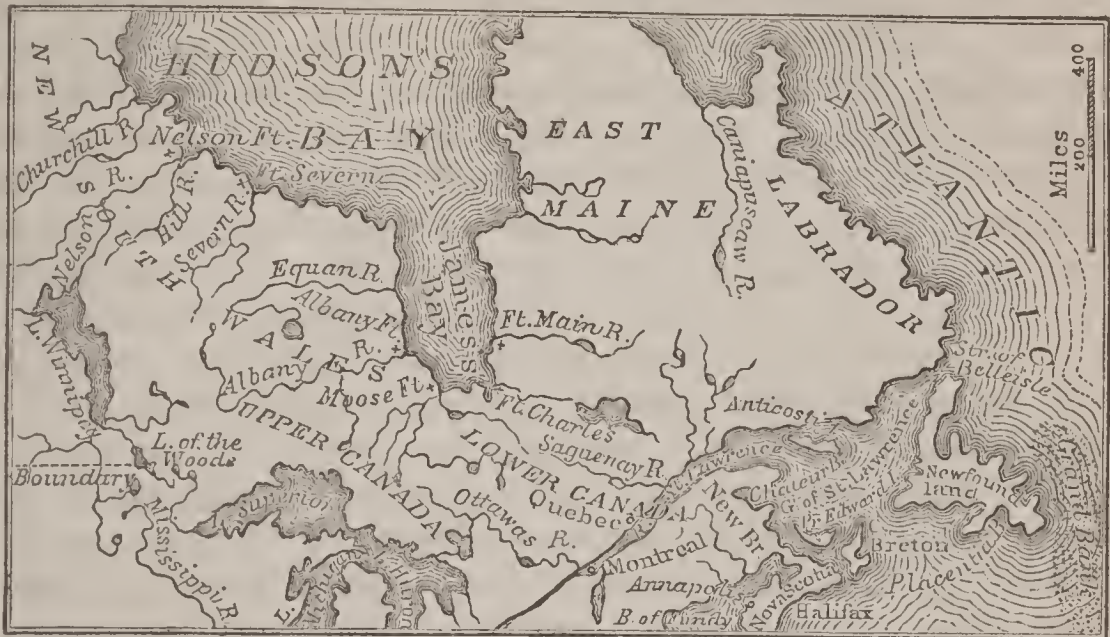 HUDSONS
BAY
NEW
SOUTH
WALES
Churchill R.
Nelson Ft.
Ft. Severn
Nelson R.
Hill R.
Severn R.
EAST
MAINE
Caniapuscaw R.
LABRADOR
ATLANTIC
Miles
200
400
Equan R.
Albany Ft.
Albany R.
James's
Bay
Ft. Main R.
Moose Ft.
L. Winnipeg
L. of the
Woods
Boundary
UPPER CANADA
Ft. Charles
Saguenay R.
LOWER CANADA
Quebec
Anticosti
Str. of
Belleisle
St. Lawrence
G. of St. Lawrence
Pr. Edward I.
Newfound
land
Grand Bank
L. Superior
Ottawas R.
New Br.
Breton
Placentia
Mississippi R.
L.
Michigan
Huron
Montreal
Annapolis
B. of Fundy
Novascotia
Halifax